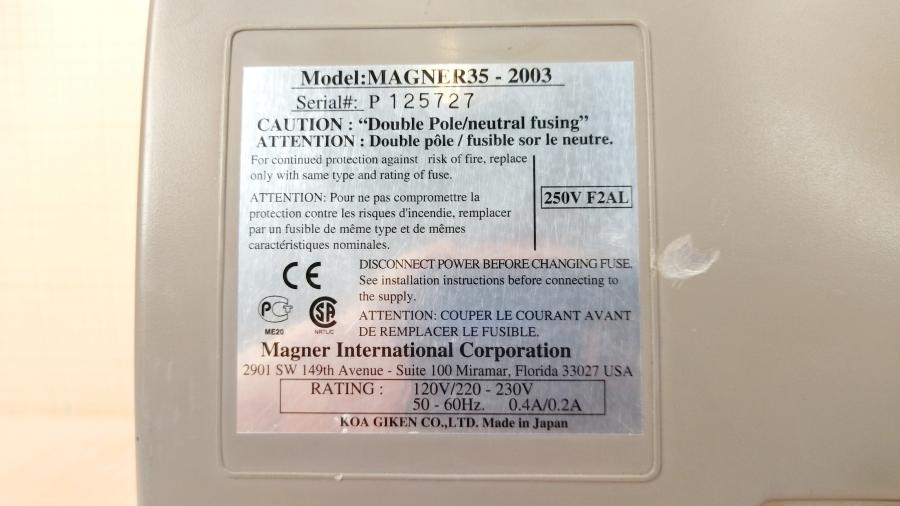 Model:MAGNER35 - 2003
Serial#: P 125727
CAUTION : "Double Pole/neutral fusing"
ATTENTION : Double pôle / fusible sor le neutre.
For continued protection against risk of fire, replace
only with same type and rating of fuse.
ATTENTION: Pour ne pas compromettre la
protection contre les risques d'incendie, remplacer
par un fusible de même type et de mêmes
caractéristiques nominales.
250V F2AL
CE
DISCONNECT POWER BEFORE CHANGING FUSE.
See installation instructions before connecting to
the supply.
ME20
SA
NRTL/C
ATTENTION: COUPER LE COURANT AVANT
DE REMPLACER LE FUSIBLE.
Magner International Corporation
2901 SW 149th Avenue - Suite 100 Miramar, Florida 33027 USA
RATING : 120V/220 - 230V
50 - 60Hz. 0.4A/0.2A
KOA GIKEN CO.,LTD. Made in Japan